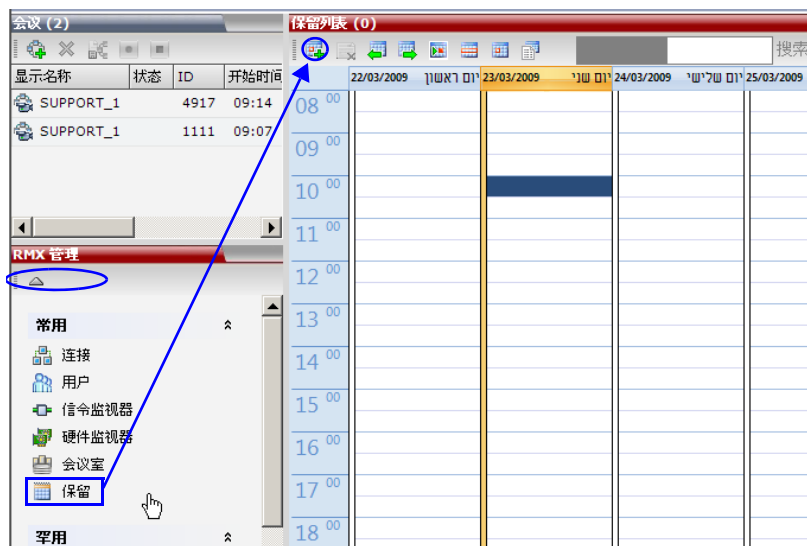 会议 (2)
显示名称 状态 ID 开始时间
SUPPORT_1 4917 09:14
SUPPORT_1 1111 09:07
RMX 管理
常用
连接
用户
信令监视器
硬件监视器
会议室
保留
罕用
保留列表 (0)
搜索
22/03/2009 יום ראשון 23/03/2009 יום שני 24/03/2009 יום שלישי 25/03/2009
08 00
09 00
10 00
11 00
12 00
13 00
14 00
15 00
16 00
17 00
18 00